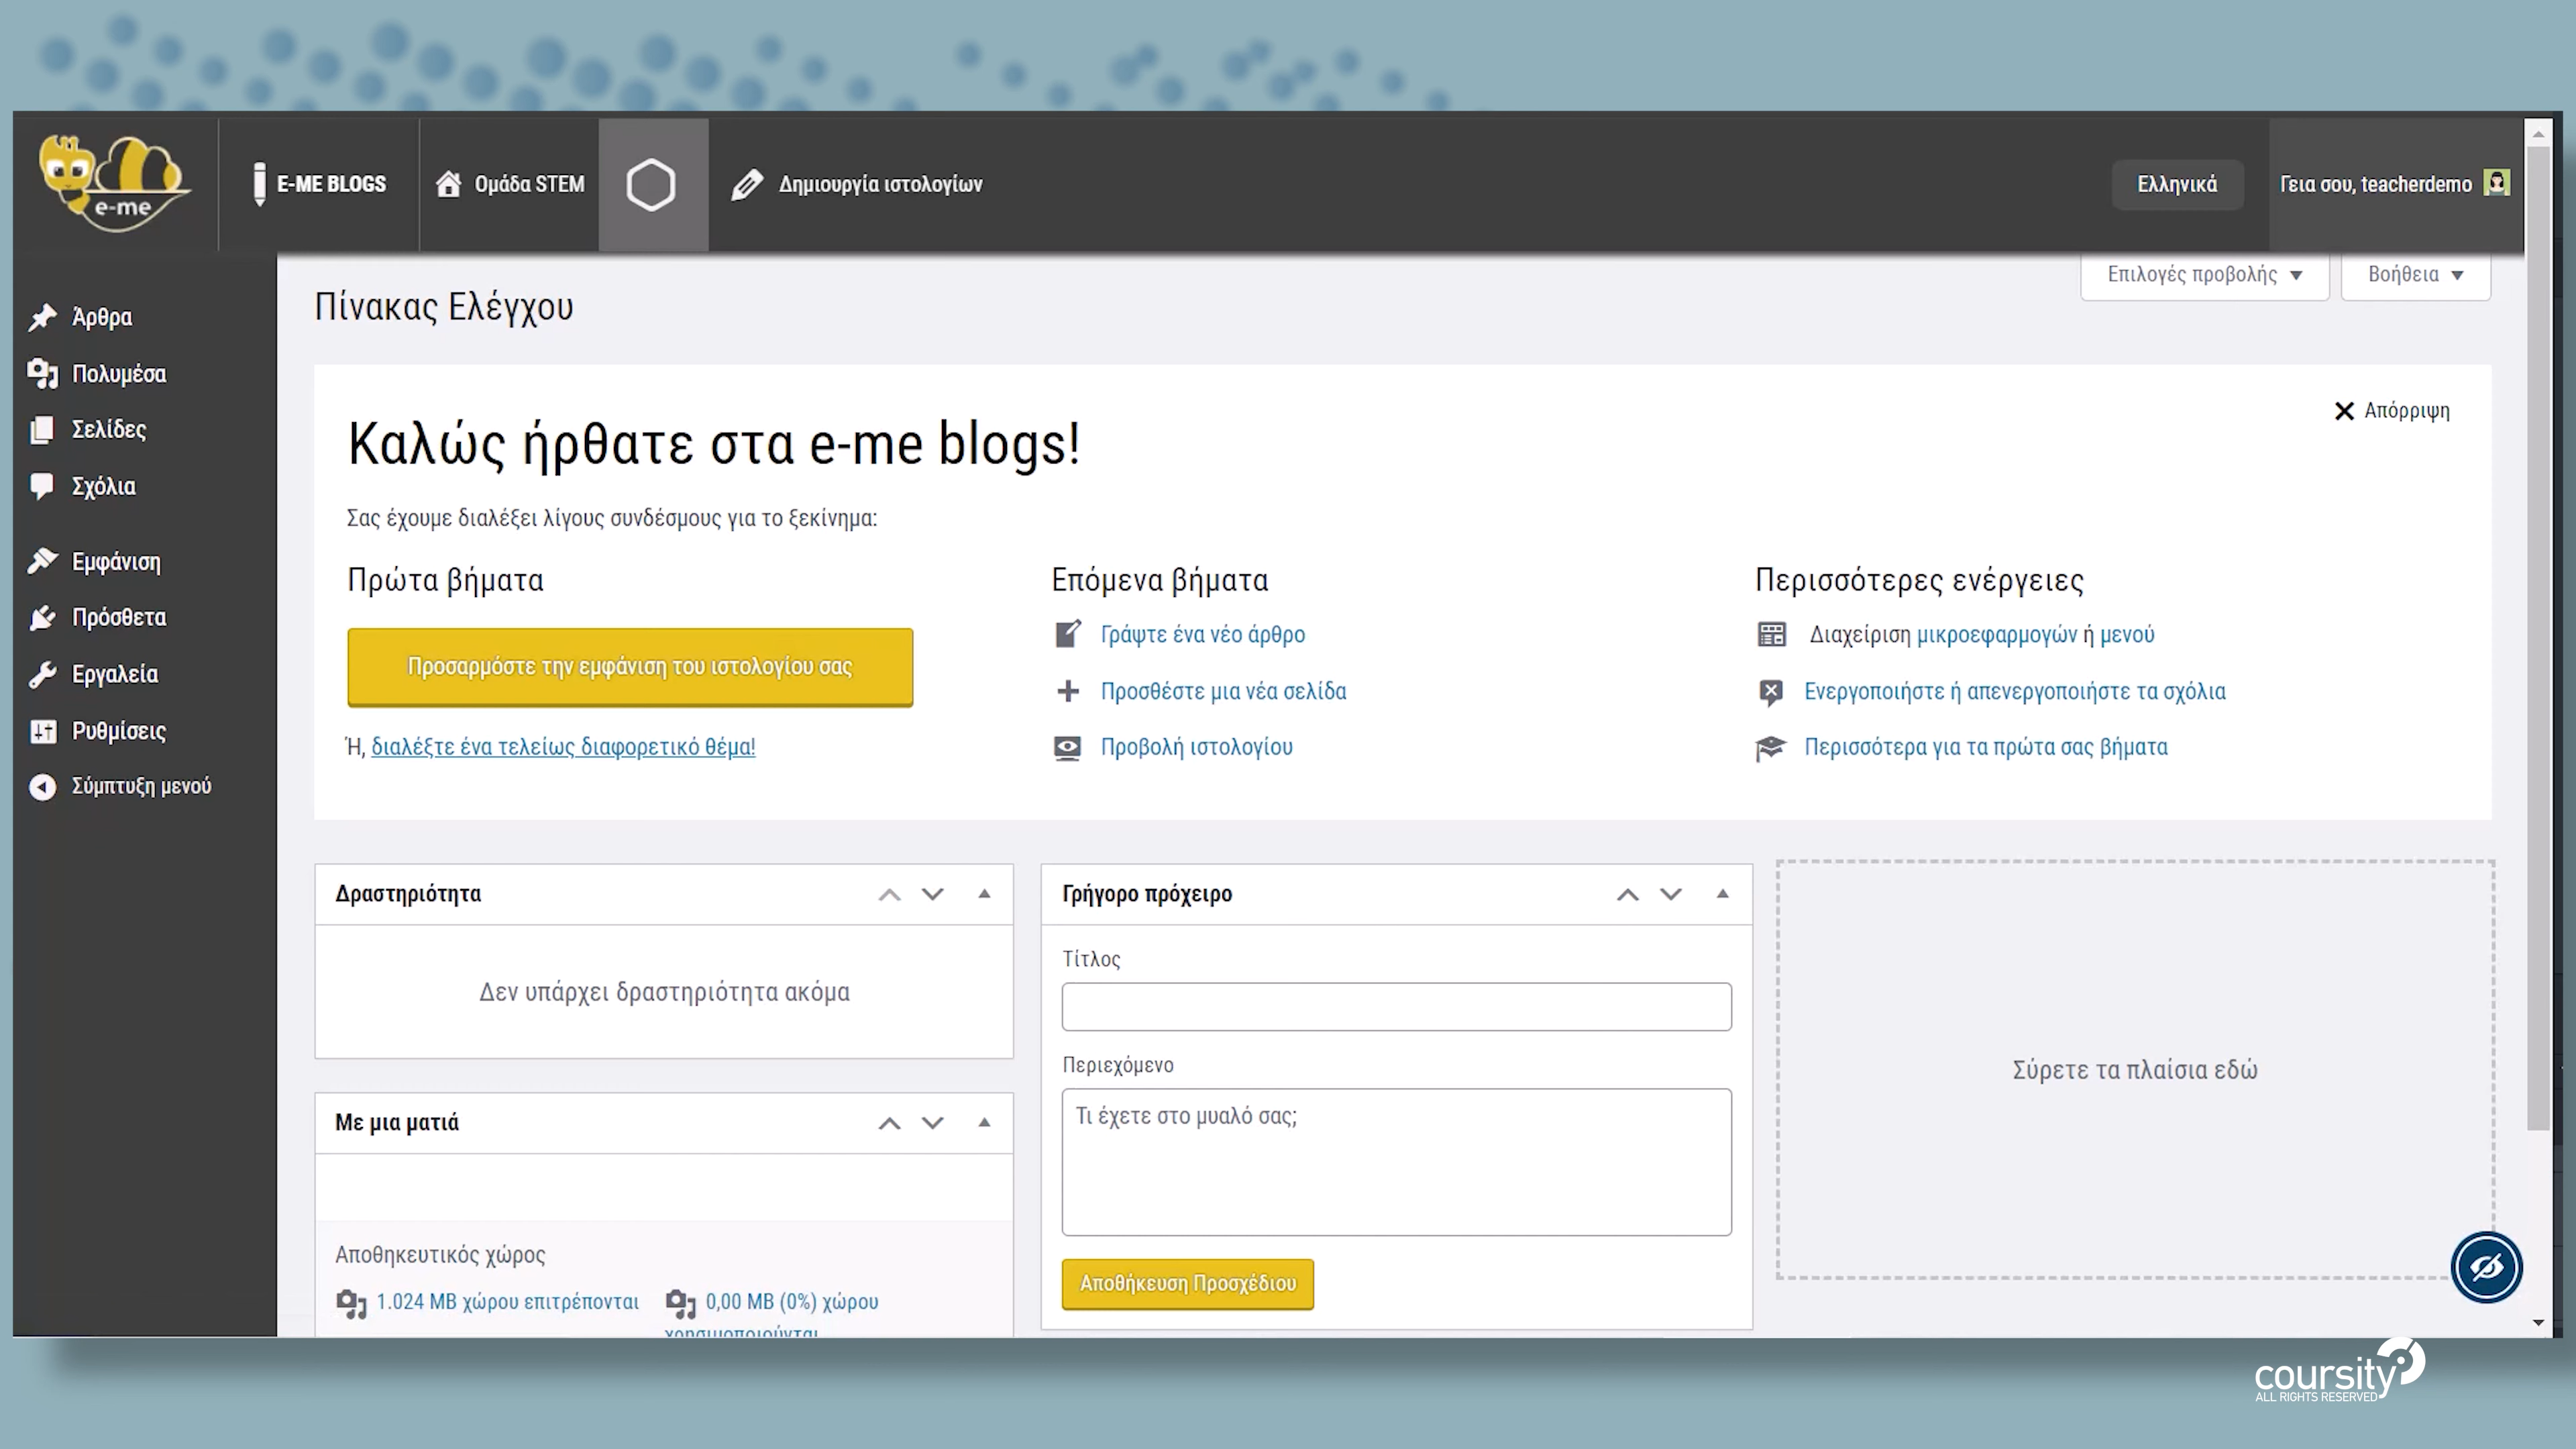 e-me
E-ME BLOGS
Ομάδα STEM
Δημιουργία ιστολογίων
Ελληνικά
Γεια σου, teacherdemo
Άρθρα
Πολυμέσα
Σελίδες
Σχόλια
Εμφάνιση
Πρόσθετα
Εργαλεία
Ρυθμίσεις
Σύμπτυξη μενού
Πίνακας Ελέγχου
Επιλογές προβολής
Βοήθεια
Καλώς ήρθατε στα e-me blogs!
Απόρριψη
Σας έχουμε διαλέξει λίγους συνδέσμους για το ξεκίνημα:
Πρώτα βήματα
Προσαρμόστε την εμφάνιση του ιστολογίου σας
Ή, διαλέξτε ένα τελείως διαφορετικό θέμα!
Επόμενα βήματα
Γράψτε ένα νέο άρθρο
Προσθέστε μια νέα σελίδα
Προβολή ιστολογίου
Περισσότερες ενέργειες
Διαχείριση μικροεφαρμογών ή μενού
Ενεργοποιήστε ή απενεργοποιήστε τα σχόλια
Περισσότερα για τα πρώτα σας βήματα
Δραστηριότητα
Δεν υπάρχει δραστηριότητα ακόμα
Με μια ματιά
Αποθηκευτικός χώρος
1.024 MB χώρου επιτρέπονται
0,00 MB (0%) χώρου
χρησιμοποιούνται
Γρήγορο πρόχειρο
Τίτλος
Περιεχόμενο
Τι έχετε στο μυαλό σας;
Αποθήκευση Προσχέδιου
Σύρετε τα πλαίσια εδώ
coursity
ALL RIGHTS RESERVED